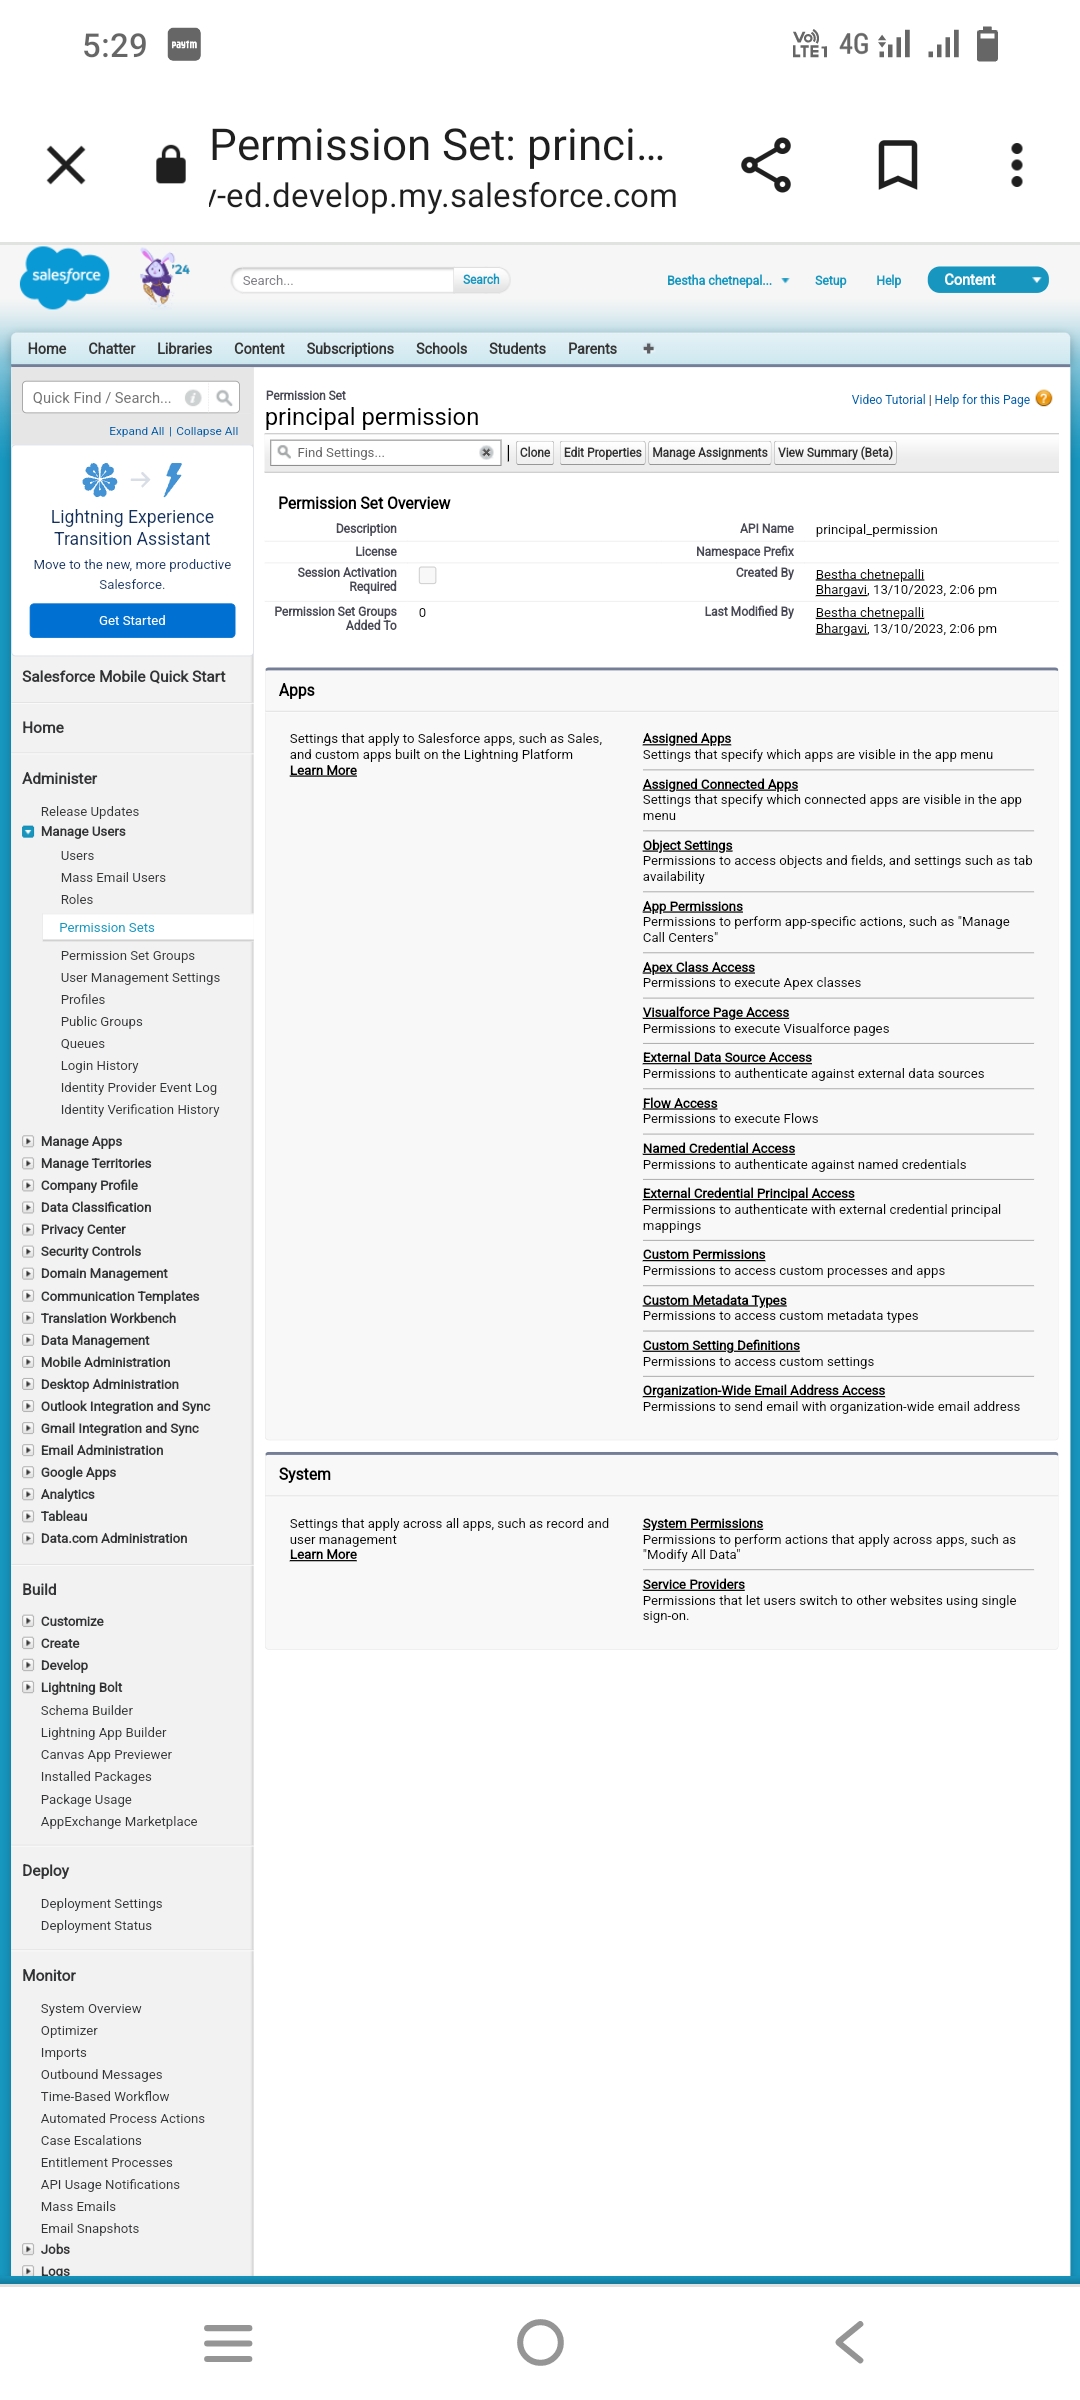 5:29
paytm
Vo)) LTE1 4G
Permission Set: princi...
y-ed.develop.my.salesforce.com
salesforce
'24
Search...
Search
Bestha chetnepal...
Setup
Help
Content
Home Chatter Libraries Content Subscriptions Schools Students Parents +
Quick Find / Search...
Expand All | Collapse All
Lightning Experience
Transition Assistant
Move to the new, more productive
Salesforce.
Get Started
Salesforce Mobile Quick Start
Home
Administer
Release Updates
Manage Users
Users
Mass Email Users
Roles
Permission Sets
Permission Set Groups
User Management Settings
Profiles
Public Groups
Queues
Login History
Identity Provider Event Log
Identity Verification History
Manage Apps
Manage Territories
Company Profile
Data Classification
Privacy Center
Security Controls
Domain Management
Communication Templates
Translation Workbench
Data Management
Mobile Administration
Desktop Administration
Outlook Integration and Sync
Gmail Integration and Sync
Email Administration
Google Apps
Analytics
Tableau
Data.com Administration
Build
Customize
Create
Develop
Lightning Bolt
Schema Builder
Lightning App Builder
Canvas App Previewer
Installed Packages
Package Usage
AppExchange Marketplace
Deploy
Deployment Settings
Deployment Status
Monitor
System Overview
Optimizer
Imports
Outbound Messages
Time-Based Workflow
Automated Process Actions
Case Escalations
Entitlement Processes
API Usage Notifications
Mass Emails
Email Snapshots
Jobs
Logs
Permission Set
principal permission
Video Tutorial | Help for this Page ?
Find Settings...
Clone
Edit Properties
Manage Assignments
View Summary (Beta)
Permission Set Overview
Description
API Name principal_permission
License
Namespace Prefix
Session Activation
Required
Created By Bestha chetnepalli
Bhargavi, 13/10/2023, 2:06 pm
Permission Set Groups
Added To
0
Last Modified By Bestha chetnepalli
Bhargavi, 13/10/2023, 2:06 pm
Apps
Settings that apply to Salesforce apps, such as Sales,
and custom apps built on the Lightning Platform
Learn More
Assigned Apps
Settings that specify which apps are visible in the app menu
Assigned Connected Apps
Settings that specify which connected apps are visible in the app
menu
Object Settings
Permissions to access objects and fields, and settings such as tab
availability
App Permissions
Permissions to perform app-specific actions, such as "Manage
Call Centers"
Apex Class Access
Permissions to execute Apex classes
Visualforce Page Access
Permissions to execute Visualforce pages
External Data Source Access
Permissions to authenticate against external data sources
Flow Access
Permissions to execute Flows
Named Credential Access
Permissions to authenticate against named credentials
External Credential Principal Access
Permissions to authenticate with external credential principal
mappings
Custom Permissions
Permissions to access custom processes and apps
Custom Metadata Types
Permissions to access custom metadata types
Custom Setting Definitions
Permissions to access custom settings
Organization-Wide Email Address Access
Permissions to send email with organization-wide email address
System
Settings that apply across all apps, such as record and
user management
Learn More
System Permissions
Permissions to perform actions that apply across apps, such as
"Modify All Data"
Service Providers
Permissions that let users switch to other websites using single
sign-on.